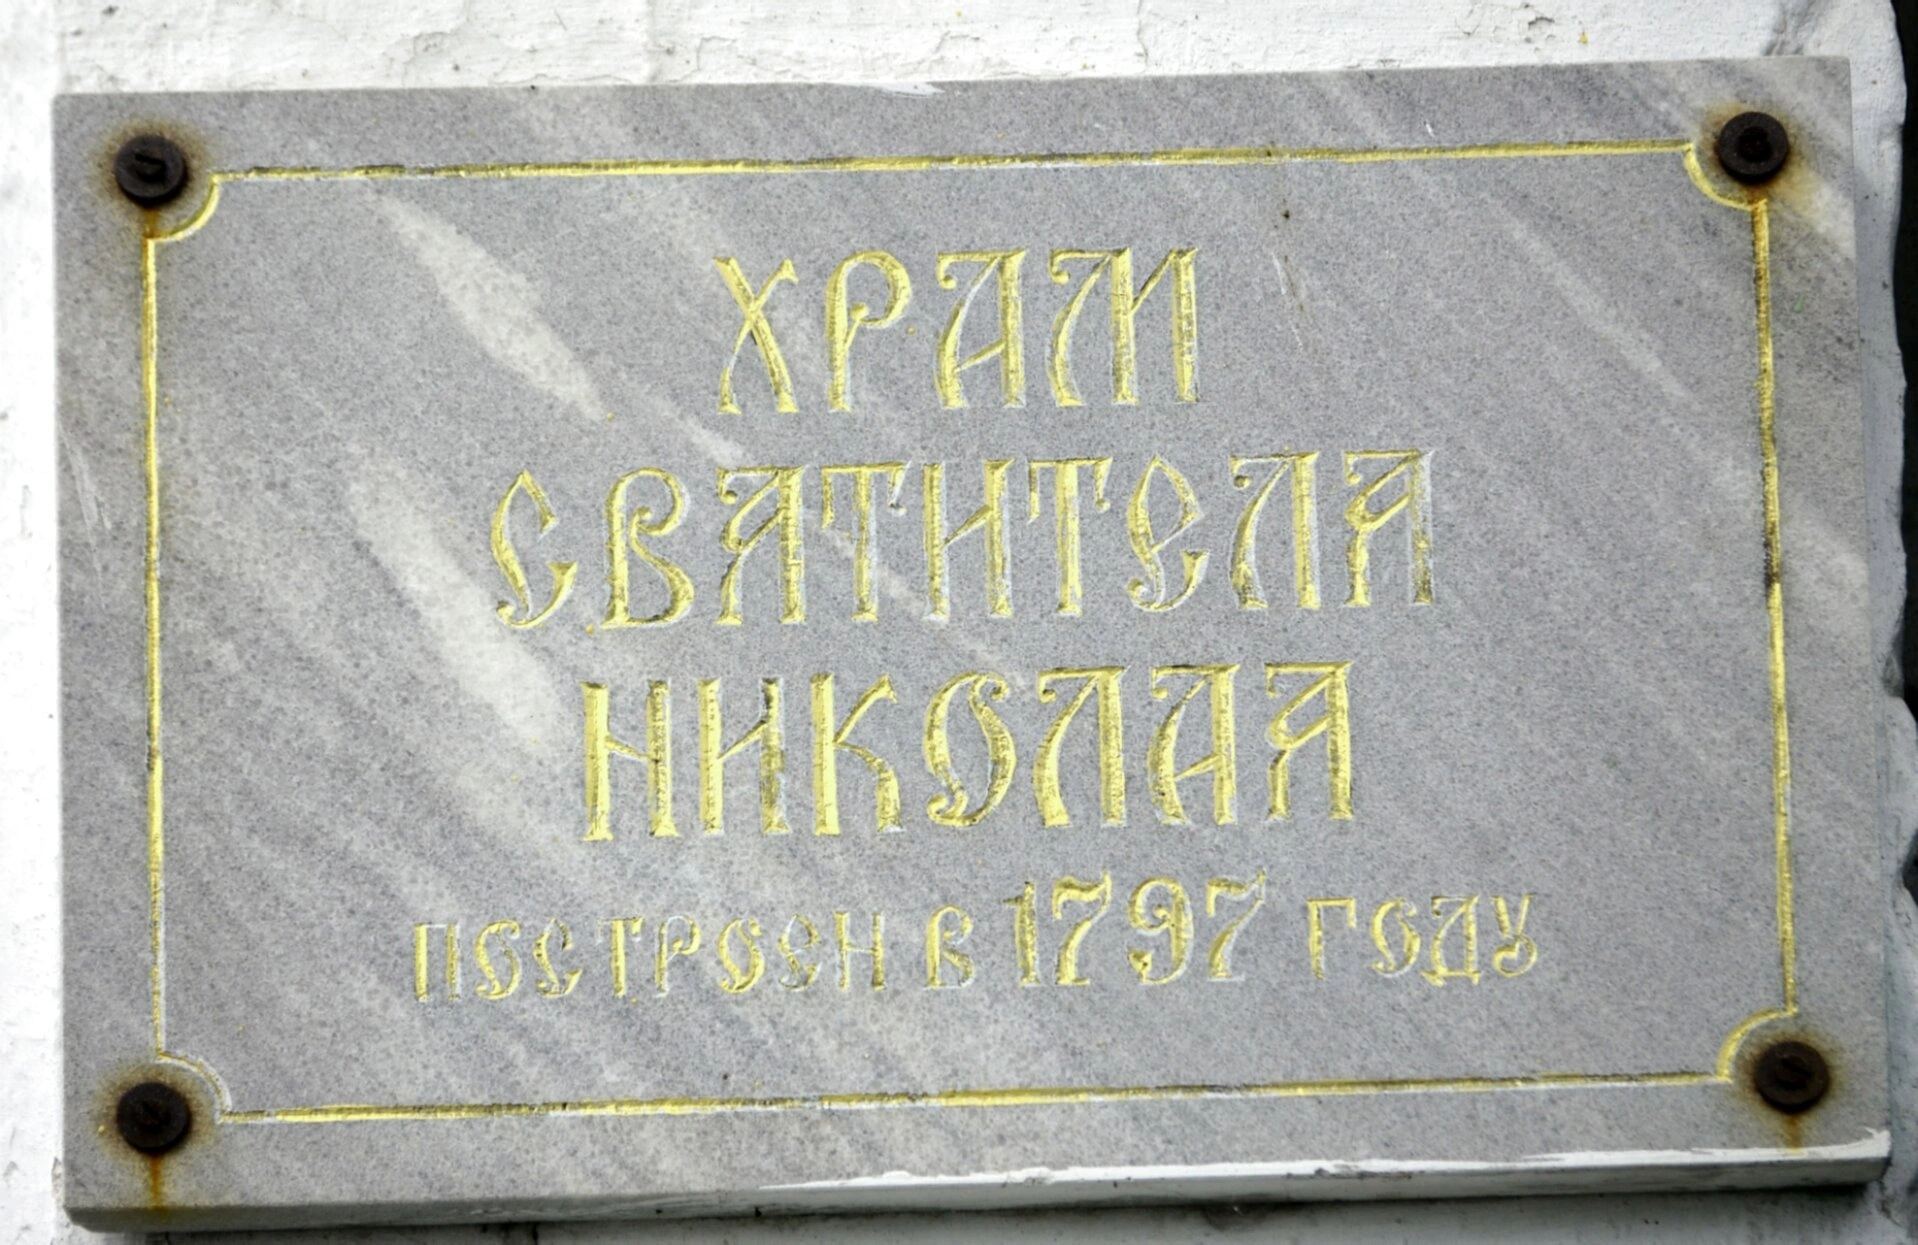 ХРАМ
СВЯТИТЕЛЯ
НИКОЛАЯ
ПОСТРОЕН В 1797 ГОДУ